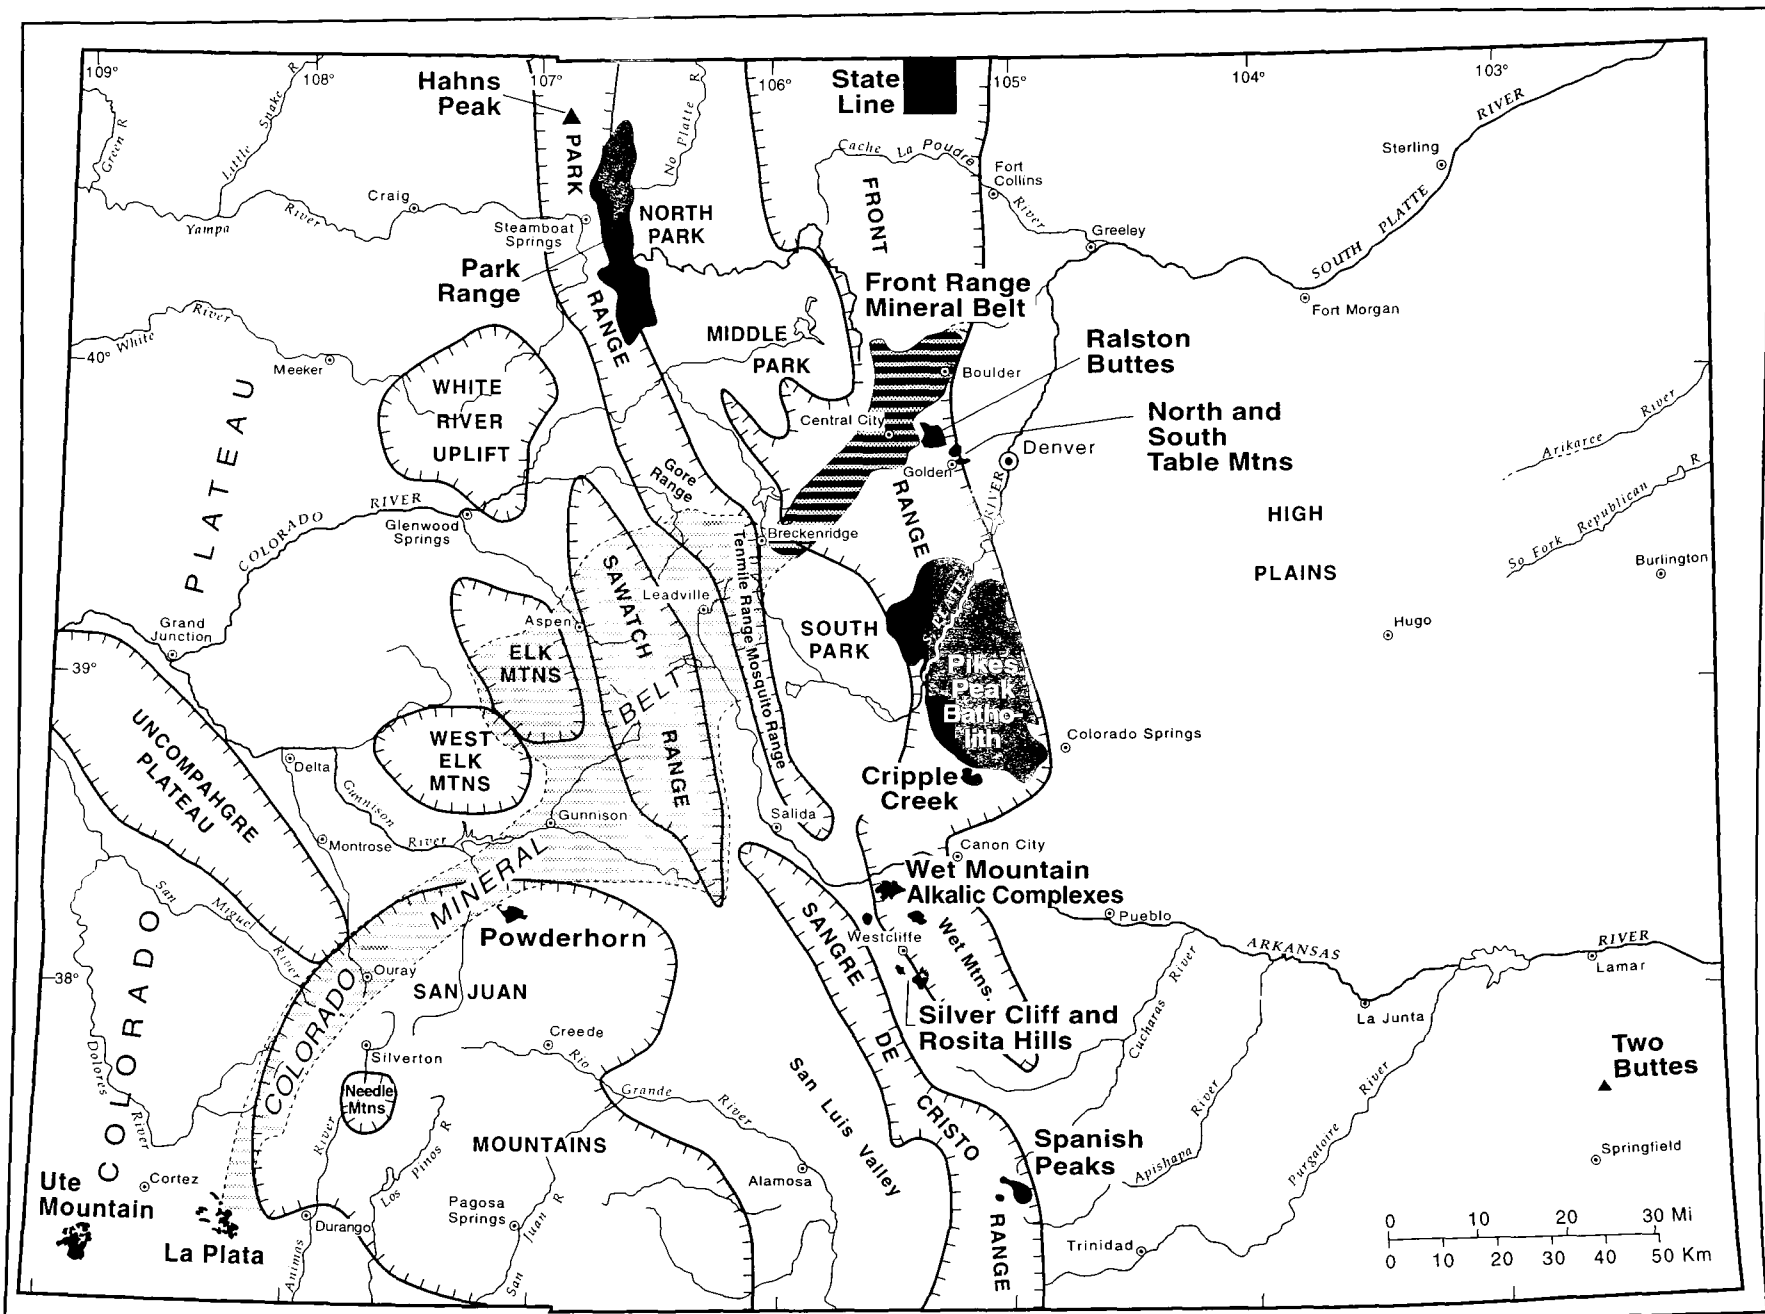 109°
108°
107°
106°
105°
104°
103°
Hahns
Peak
State
Line
Green R
Little Snake R
No Platte R
Cache La Poudre
River
Fort
Collins
Sterling
SOUTH PLATTE RIVER
PARK
RANGE
FRONT
RANGE
Craig
Yampa River
Steamboat
Springs
NORTH
PARK
Greeley
Park
Range
Front Range
Mineral Belt
Fort Morgan
White River
40°
Meeker
MIDDLE
PARK
Ralston
Buttes
Boulder
WHITE
RIVER
UPLIFT
Central City
North and
South
Table Mtns
Denver
Golden
RIVER
Arikaree River
So Fork Republican R
Gore
Range
COLORADO RIVER
Glenwood
Springs
Breckenridge
HIGH
PLAINS
Burlington
Hugo
COLORADO PLATEAU
SAWATCH
RANGE
Leadville
Tenmile Range
Mosquito Range
Aspen
SOUTH
PARK
S. PLATTE
Grand
Junction
39°
ELK
MTNS
Pikes
Peak
Batho-
lith
UNCOMPAHGRE
PLATEAU
WEST
ELK
MTNS
Colorado Springs
Delta
Gunnison River
Cripple
Creek
Gunnison
Salida
Montrose
Canon City
COLORADO MINERAL BELT
Wet Mountain
Alkalic Complexes
San Miguel River
Powderhorn
SANGRE DE CRISTO RANGE
Westcliffe
Wet Mtns.
Pueblo
ARKANSAS RIVER
Lamar
38°
Ouray
SAN JUAN
MOUNTAINS
Silver Cliff and
Rosita Hills
Cucharas River
La Junta
Creede
Silverton
Two
Buttes
Dolores River
Needle
Mtns
Rio Grande River
San Luis Valley
Spanish
Peaks
Apishapa River
Purgatoire River
Springfield
Cortez
Ute
Mountain
River
Los Pinos R
Alamosa
Pagosa
Springs
Durango
La Plata
Animas
San Juan R
Trinidad
0 10 20 30 Mi
0 10 20 30 40 50 Km